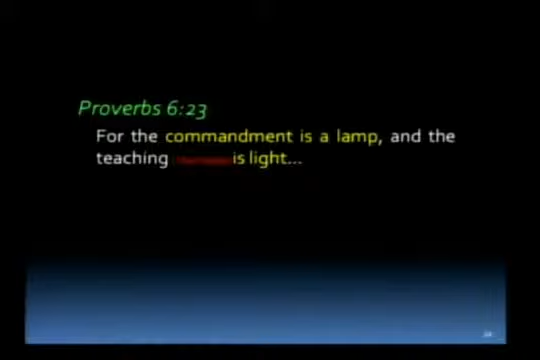 Proverbs 6:23
For the commandment is a lamp, and the
teaching is light...